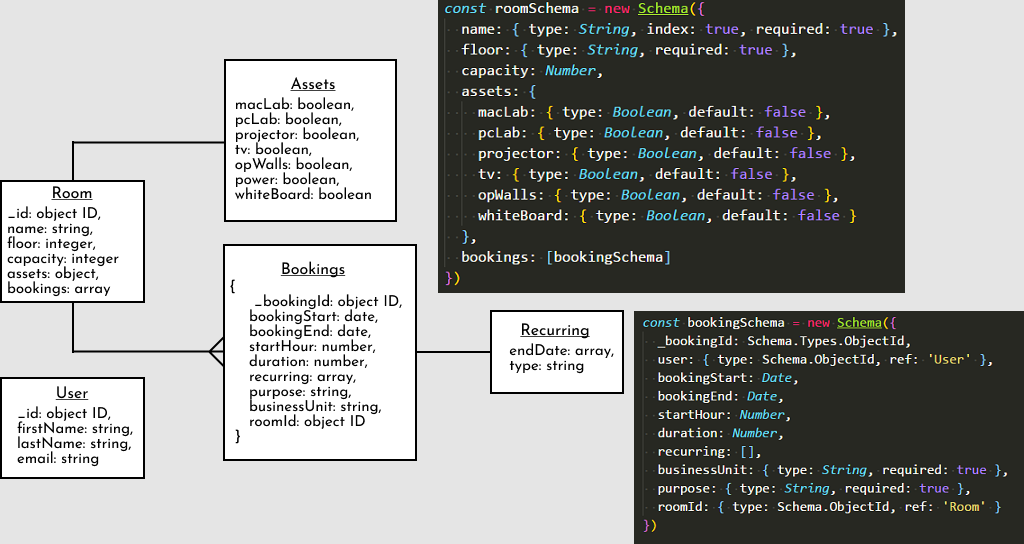 Assets
macLab: boolean,
pcLab: boolean,
projector: boolean,
tv: boolean,
opWalls: boolean,
power: boolean,
whiteBoard: boolean
Room
_id: object ID,
name: string,
floor: integer,
capacity: integer
assets: object,
bookings: array
Bookings
{
_bookingId: object ID,
bookingStart: date,
bookingEnd: date,
startHour: number,
duration: number,
recurring: array,
purpose: string,
businessUnit: string,
roomId: object ID
}
Recurring
endDate: array,
type: string
User
_id: object ID,
firstName: string,
lastName: string,
email: string
const roomSchema = new Schema({
name: { type: String, index: true, required: true },
floor: { type: String, required: true },
capacity: Number,
assets: {
macLab: { type: Boolean, default: false },
pcLab: { type: Boolean, default: false },
projector: { type: Boolean, default: false },
tv: { type: Boolean, default: false },
opWalls: { type: Boolean, default: false },
whiteBoard: { type: Boolean, default: false }
},
bookings: [bookingSchema]
})
const bookingSchema = new Schema({
_bookingId: Schema.Types.ObjectId,
user: { type: Schema.ObjectId, ref: 'User' },
bookingStart: Date,
bookingEnd: Date,
startHour: Number,
duration: Number,
recurring: [],
businessUnit: { type: String, required: true },
purpose: { type: String, required: true },
roomId: { type: Schema.ObjectId, ref: 'Room' }
})